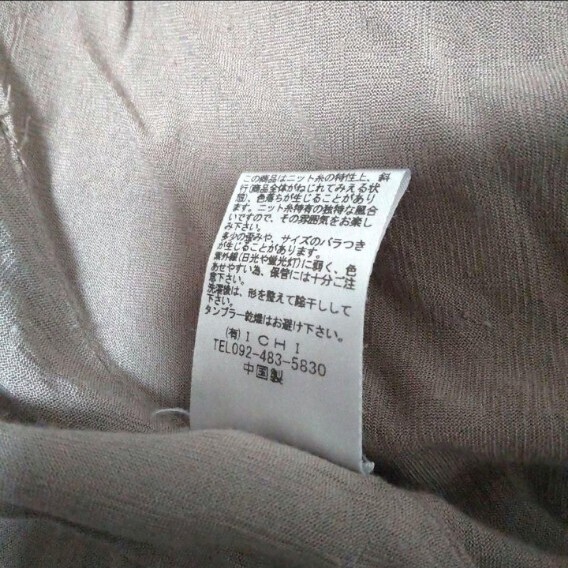 この商品はニット糸の特性上、斜
行(商品全体がねじれてみえる状
態)、色落ちが生じることがあり
ます。ニット糸特有の独特な風合
いですので、その雰囲気をお楽し
み下さい。
多少の歪みや、サイズのバラつき
が生じることがあります。
紫外線(日光や蛍光灯)に弱く、色
あせやすい為、保管には十分ご注
意下さい。
洗濯後は、形を整えて陰干しして
下さい。
タンブラー乾燥はお避け下さい。
(有)ICHI
TEL092-483-5830
中国製